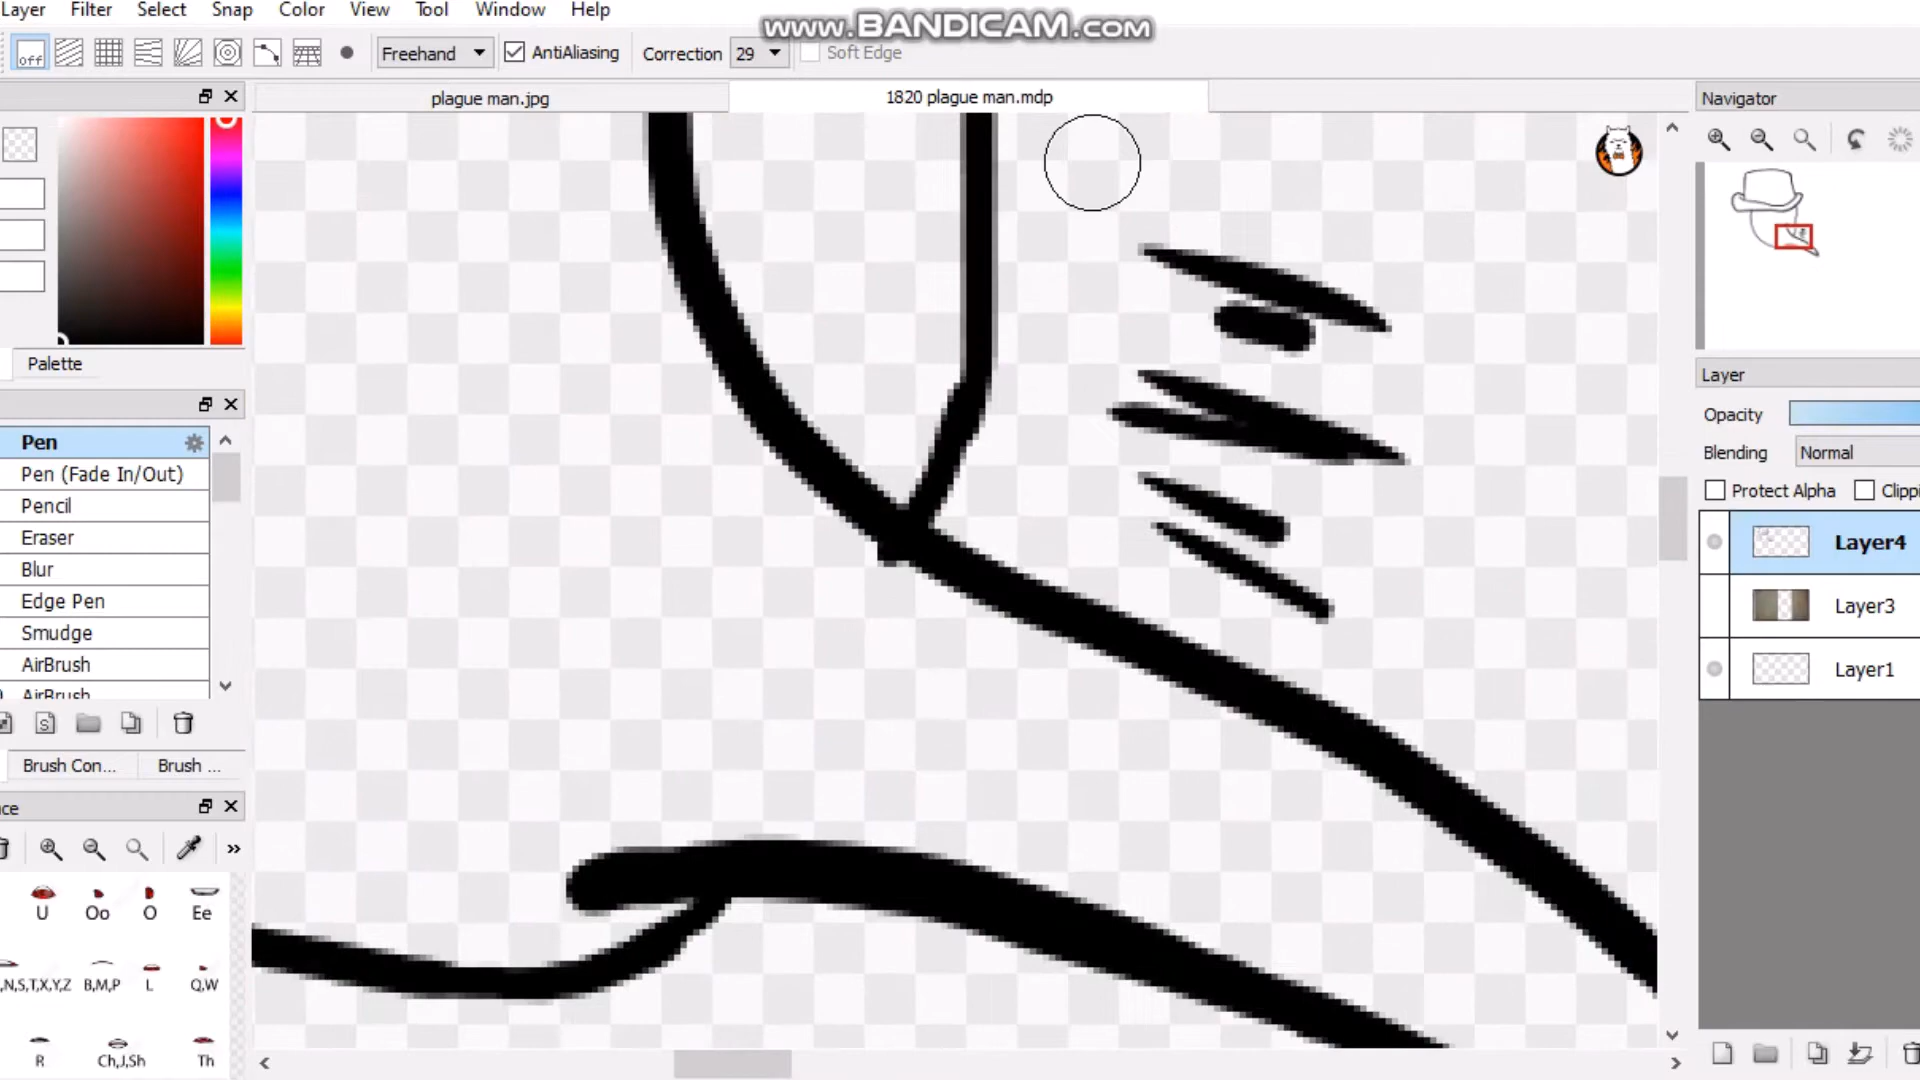 Layer Filter Select Snap Color View Tool Window Help
www.BANDICAM.com
off Freehand AntiAliasing Correction 29 Soft Edge
plague man.jpg 1820 plague man.mdp
Navigator
Palette
Layer
Opacity
Blending Normal
Protect Alpha Clippi
Pen
Pen (Fade In/Out)
Pencil
Eraser
Blur
Edge Pen
Smudge
AirBrush
AirBrush
Layer4
Layer3
Layer1
Brush Con... Brush ...
nce
U Oo O Ee
,N,S,T,X,Y,Z B,M,P L Q,W
R Ch,J,Sh Th